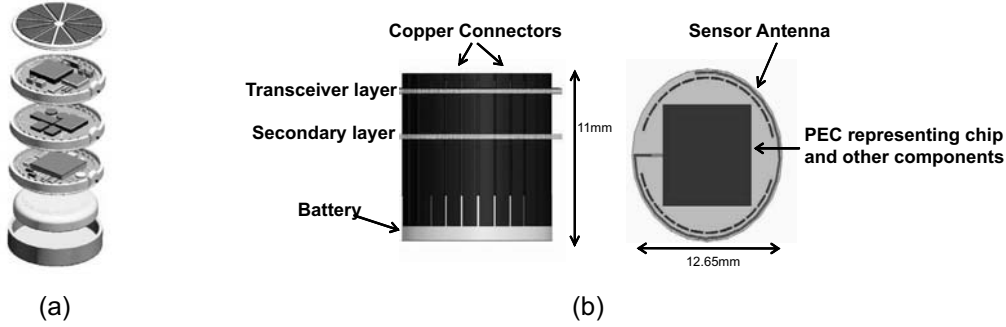 Copper Connectors
Sensor Antenna
Transceiver layer
Secondary layer
11mm
PEC representing chip
and other components
Battery
12.65mm
(a)
(b)